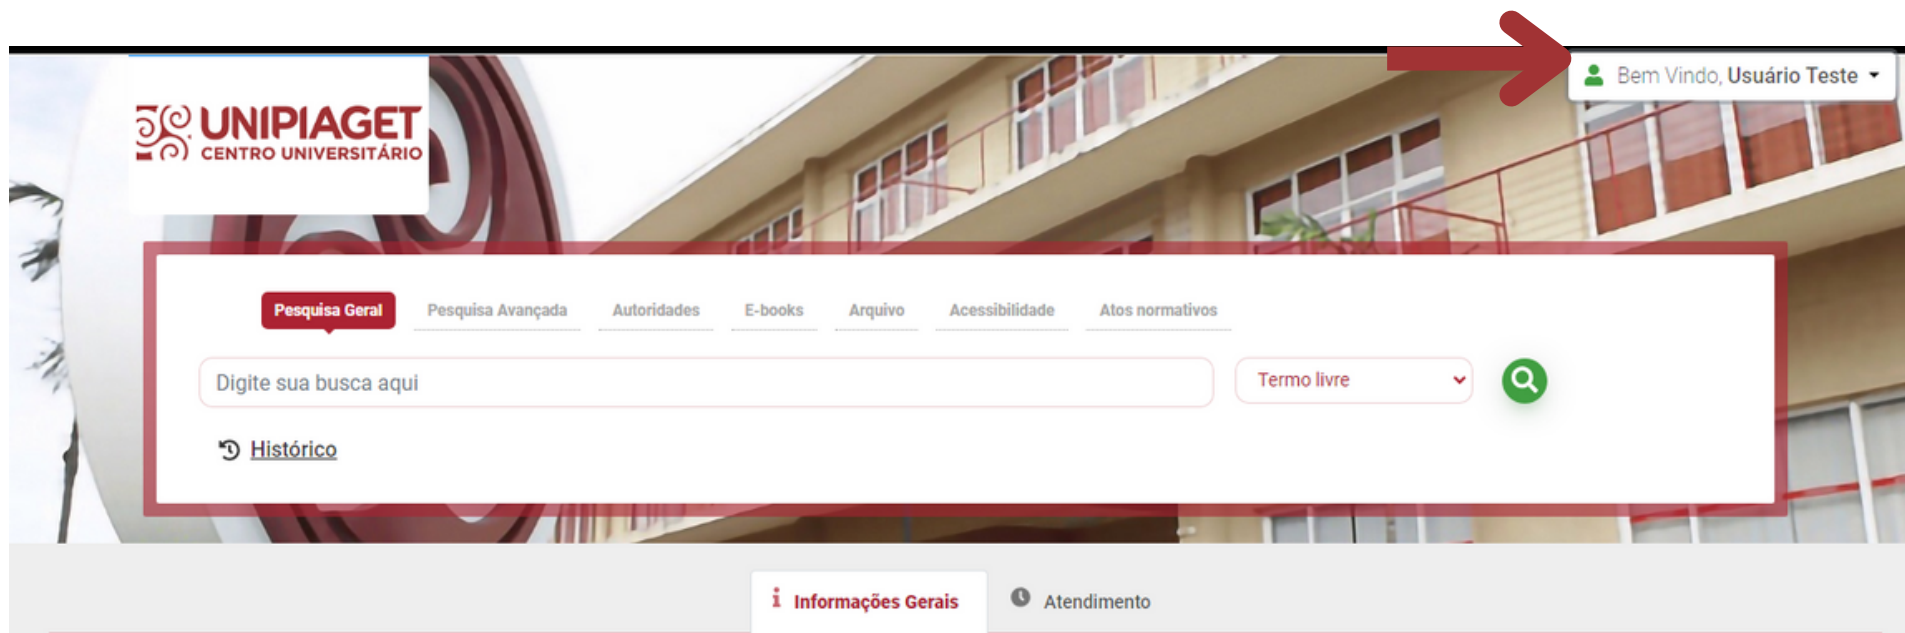 Bem Vindo, Usuário Teste
UNIPIAGET
CENTRO UNIVERSITÁRIO
Pesquisa Geral
Pesquisa Avançada
Autoridades
E-books
Arquivo
Acessibilidade
Atos normativos
Digite sua busca aqui
Termo livre
Histórico
Informações Gerais
Atendimento